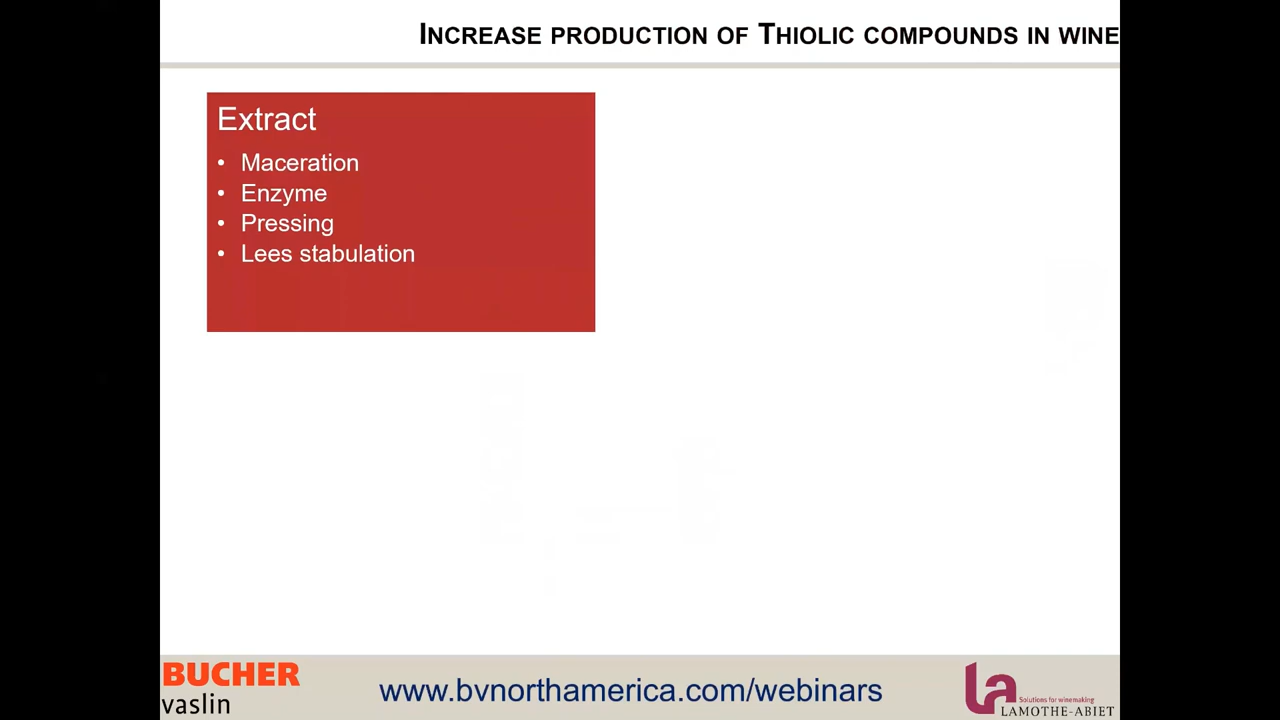 INCREASE PRODUCTION OF THIOLIC COMPOUNDS IN WINE
Extract
• Maceration
• Enzyme
• Pressing
• Lees stabulation
BUCHER
vaslin
www.bvnorthamerica.com/webinars
la
Solutions for winemaking
LAMOTHE-ABIET